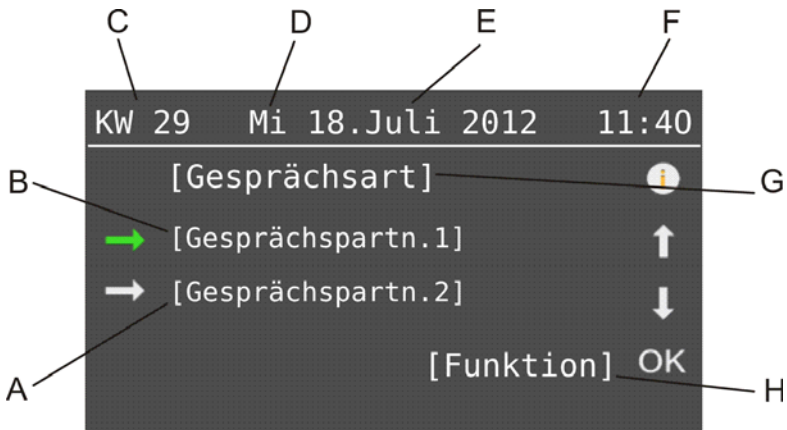 C D E F
KW 29 Mi 18.Juli 2012 11:40
[Gesprächsart] i G
B [Gesprächspartn.1]
[Gesprächspartn.2]
[Funktion] OK
A H